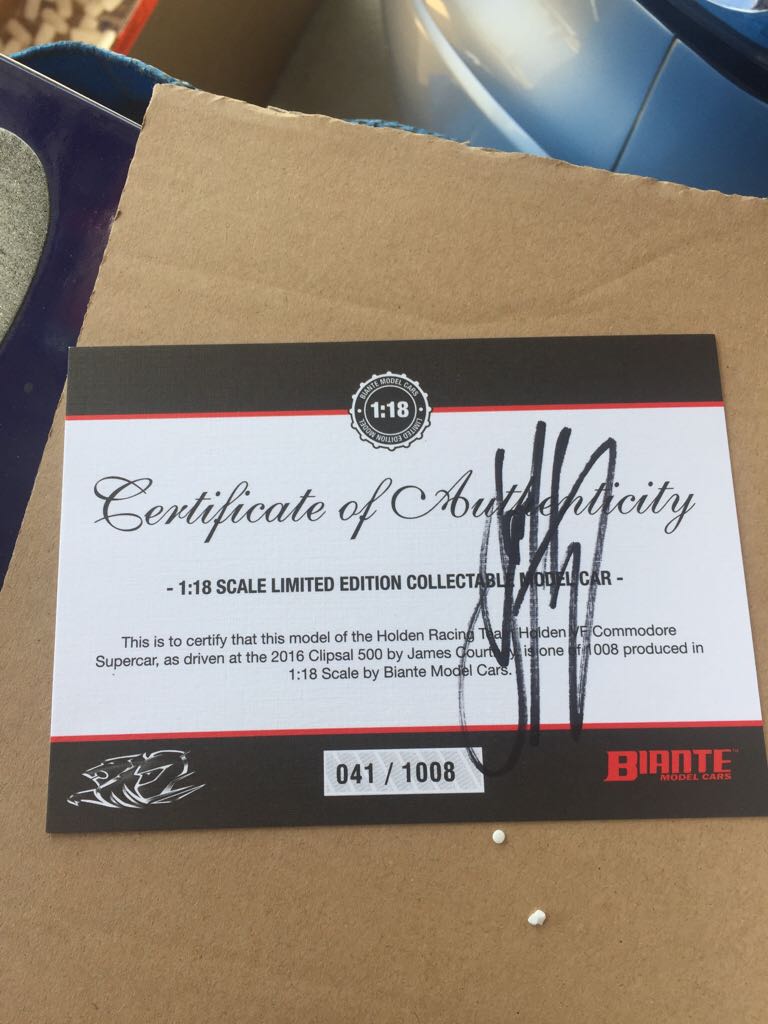 BIANTE MODEL CARS
1:18
LIMITED EDITION MODEL
Certificate of Authenticity
- 1:18 SCALE LIMITED EDITION COLLECTABLE MODEL CAR -
This is to certify that this model of the Holden Racing Team Holden VF Commodore
Supercar, as driven at the 2016 Clipsal 500 by James Courtney, is one of 1008 produced in
1:18 Scale by Biante Model Cars.
041 / 1008
BIANTE™
MODEL CARS